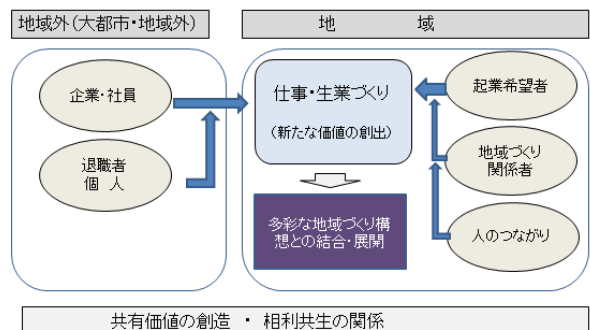 地域外(大都市・地域外)
地　　　域
企業・社員
退職者
個　人
仕事・生業づくり
(新たな価値の創出)
多彩な地域づくり構
想との結合・展開
起業希望者
地域づくり
関係者
人のつながり
共有価値の創造　・　相利共生の関係